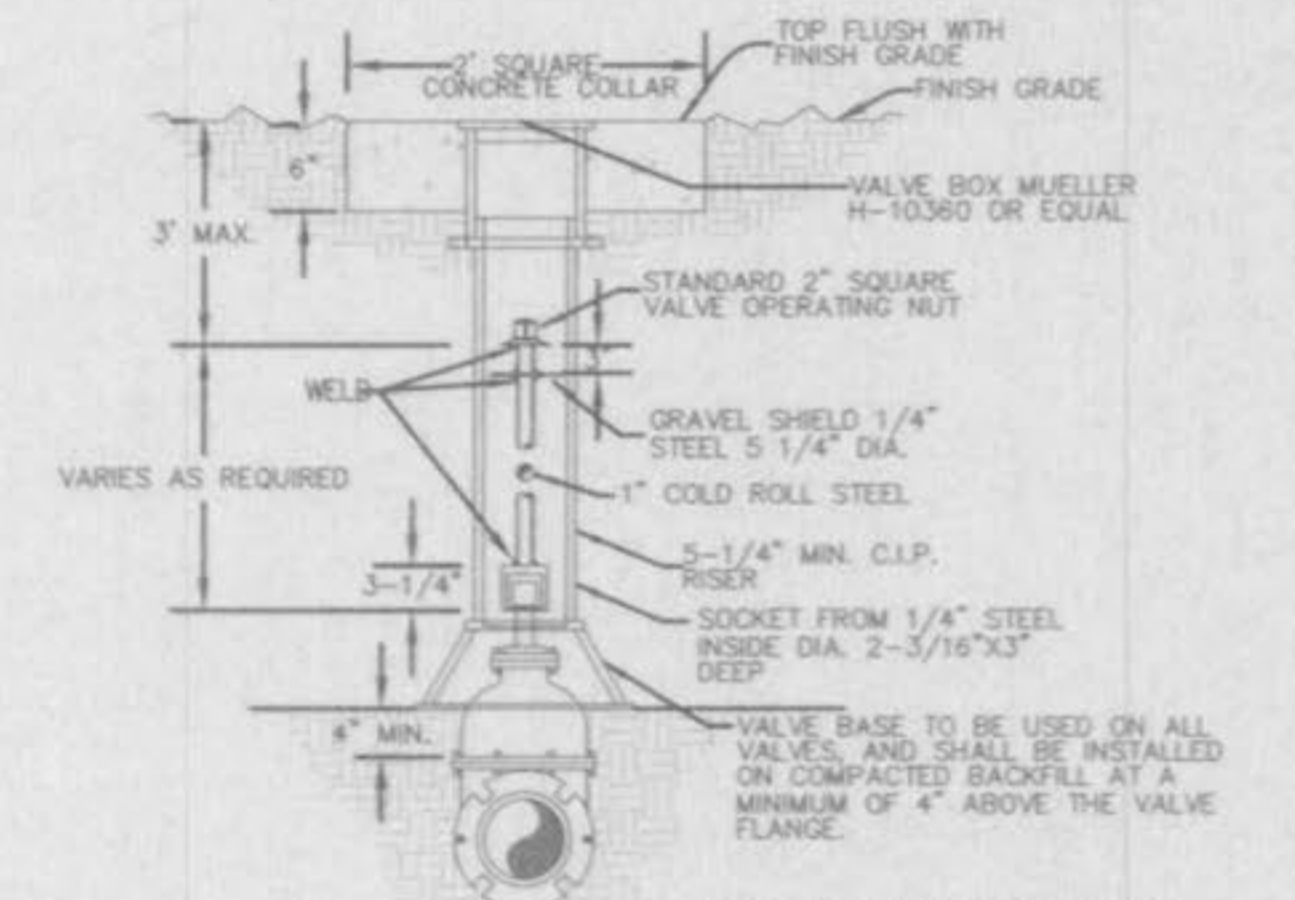 TOP FLUSH WITH
FINISH GRADE
2' SQUARE
CONCRETE COLLAR
FINISH GRADE
6"
VALVE BOX MUELLER
H-10360 OR EQUAL
3' MAX.
STANDARD 2" SQUARE
VALVE OPERATING NUT
WELD
GRAVEL SHIELD 1/4"
STEEL 5 1/4" DIA.
VARIES AS REQUIRED
1" COLD ROLL STEEL
5-1/4" MIN. C.I.P.
RISER
3-1/4"
SOCKET FROM 1/4" STEEL
INSIDE DIA. 2-3/16"X3"
DEEP
4" MIN.
VALVE BASE TO BE USED ON ALL
VALVES, AND SHALL BE INSTALLED
ON COMPACTED BACKFILL AT A
MINIMUM OF 4" ABOVE THE VALVE
FLANGE.